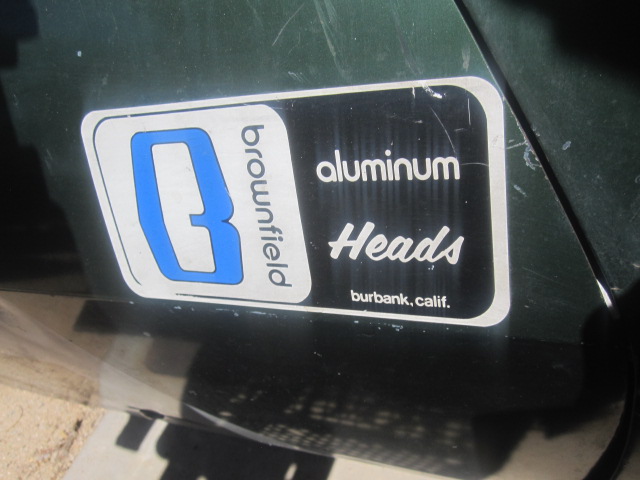 B
brownfield
aluminum
Heads
burbank, calif.